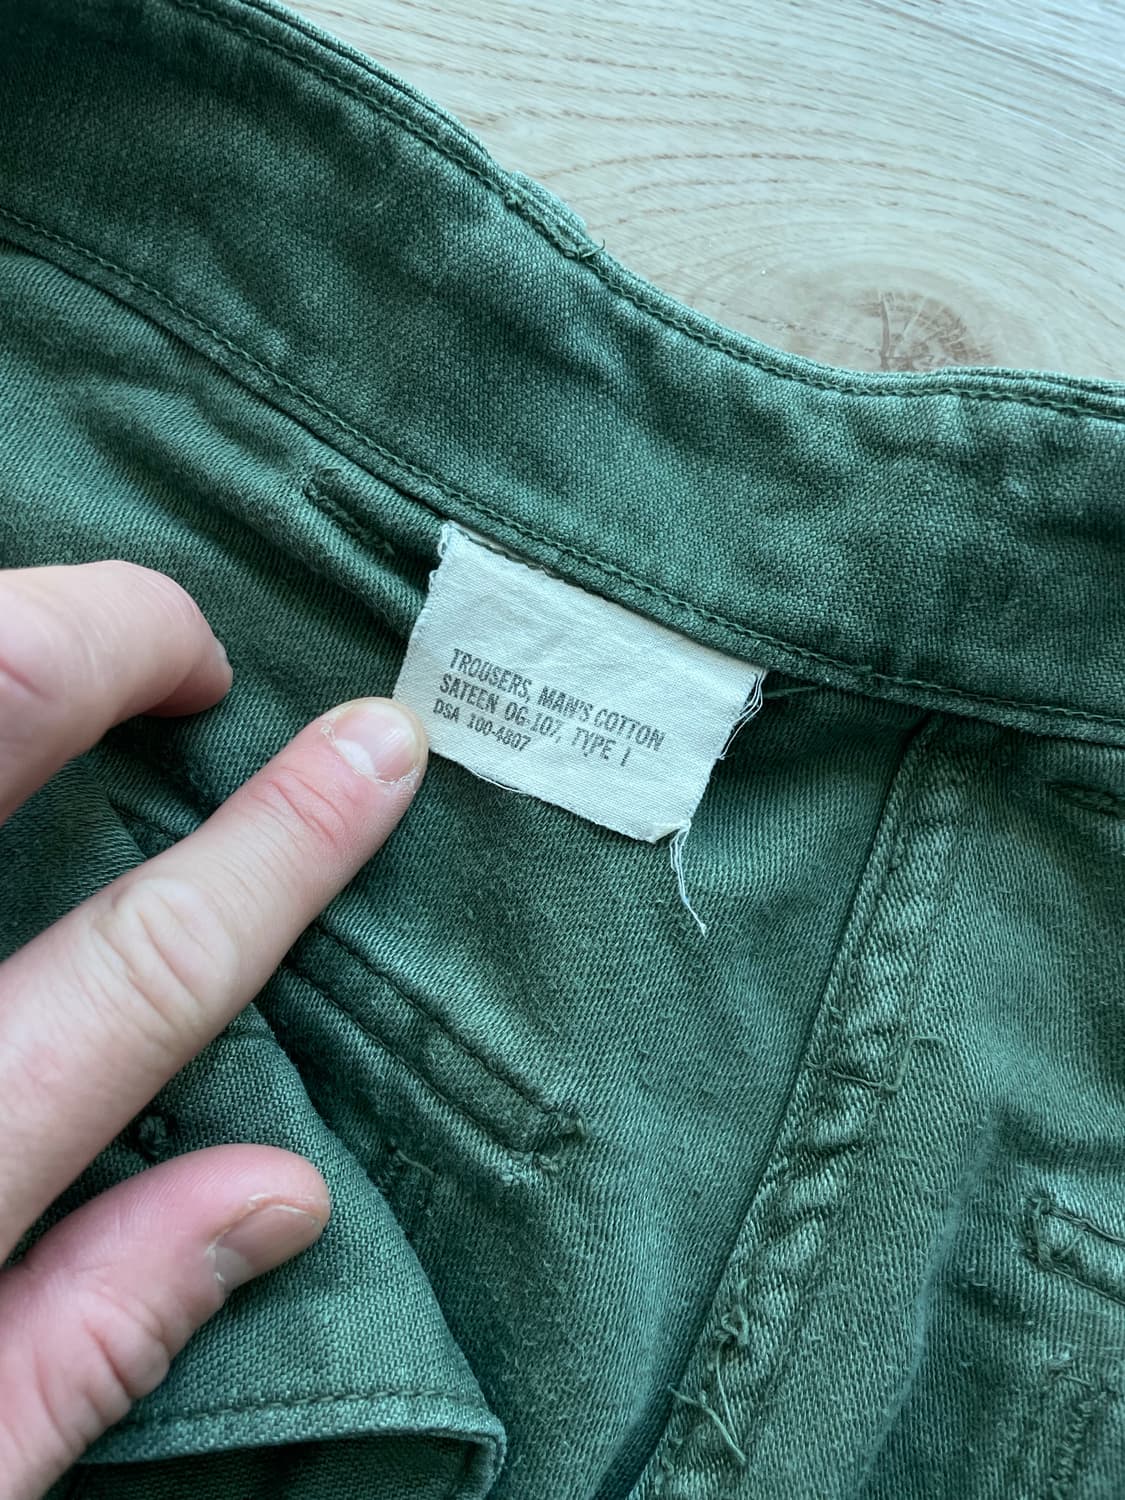 TROUSERS, MAN'S COTTON
SATEEN OG-107, TYPE I
DSA 100-4807